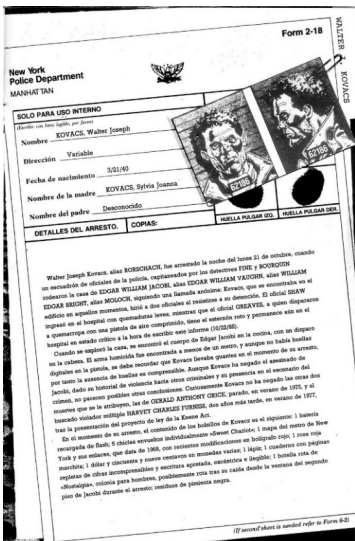 Form 2-18
WALTER J. KOVACS
New York
Police Department
MANHATTAN
SOLO PARA USO INTERNO
(Escriba con letra legible, por favor)
Nombre KOVACS, Walter Joseph
Dirección Variable
Fecha de nacimiento 3/21/40
Nombre de la madre KOVACS, Sylvia Joanna
Nombre del padre Desconocido
62186
62186
DETALLES DEL ARRESTO.
COPIAS:
HUELLA PULGAR IZQ.
HUELLA PULGAR DER.
Walter Joseph Kovacs, alias RORSCHACH, fue arrestado la noche del lunes 21 de octubre, cuando
un escuadrón de oficiales de la policía, capitaneados por los detectives FINE y BOURQUIN
rodearon la casa de EDGAR WILLIAM JACOBI, alias EDGAR WILLIAM VAUGHN, alias WILLIAM
EDGAR BRIGHT, alias MOLOCH, siguiendo una llamada anónima: Kovacs, que se encontraba en el
edificio en aquellos momentos, hirió a dos oficiales al resistirse a su detención. El oficial SHAW
ingresó en el hospital con quemaduras leves, mientras que el oficial GREAVES, a quien dispararon
a quemarropa con una pistola de aire comprimido, tiene el esternón roto y permanece aún en el
hospital en estado crítico a la hora de escribir este informe (10/22/85).
Cuando se exploró la casa, se encontró el cuerpo de Edgar Jacobi en la cocina, con un disparo
en la cabeza. El arma homicida fue encontrada a menos de un metro, y aunque no había huellas
digitales en la pistola, se debe recordar que Kovacs llevaba guantes en el momento de su arresto,
por tanto la ausencia de huellas es comprensible. Aunque Kovacs ha negado el asesinado de
Jacobi, dado su historial de violencia hacia otros criminales y su presencia en el escenario del
crimen, no parecen posibles otras conclusiones. Curiosamente Kovacs no ha negado las otras dos
muertes que se le atribuyen, las de GERALD ANTHONY GRICE, parado, en verano de 1975, y el
buscado violador múltiple HARVEY CHARLES FURNISS, dos años más tarde, en verano de 1977,
tras la presentación del proyecto de ley de la Keene Act.
En el momento de su arresto, el contenido de los bolsillos de Kovacs es el siguiente: 1 batería
recargada de flash; 5 chicles envueltos individualmente «Sweet Chariot»; 1 mapa del metro de New
York y sus enlaces, que data de 1968, con recientes modificaciones en bolígrafo rojo; 1 rosa roja
marchita; 1 dólar y cincuenta y nueve centavos en monedas varias; 1 lápiz; 1 cuaderno con páginas
repletas de cifras incomprensibles y escritura apretada, excéntrica e ilegible; 1 botella rota de
«Nostalgia», colonia para hombres, posiblemente rota tras su caída desde la ventana del segundo
piso de Jacobi durante el arresto; residuos de pimienta negra.
(If second sheet is needed refer to Form 6-2)